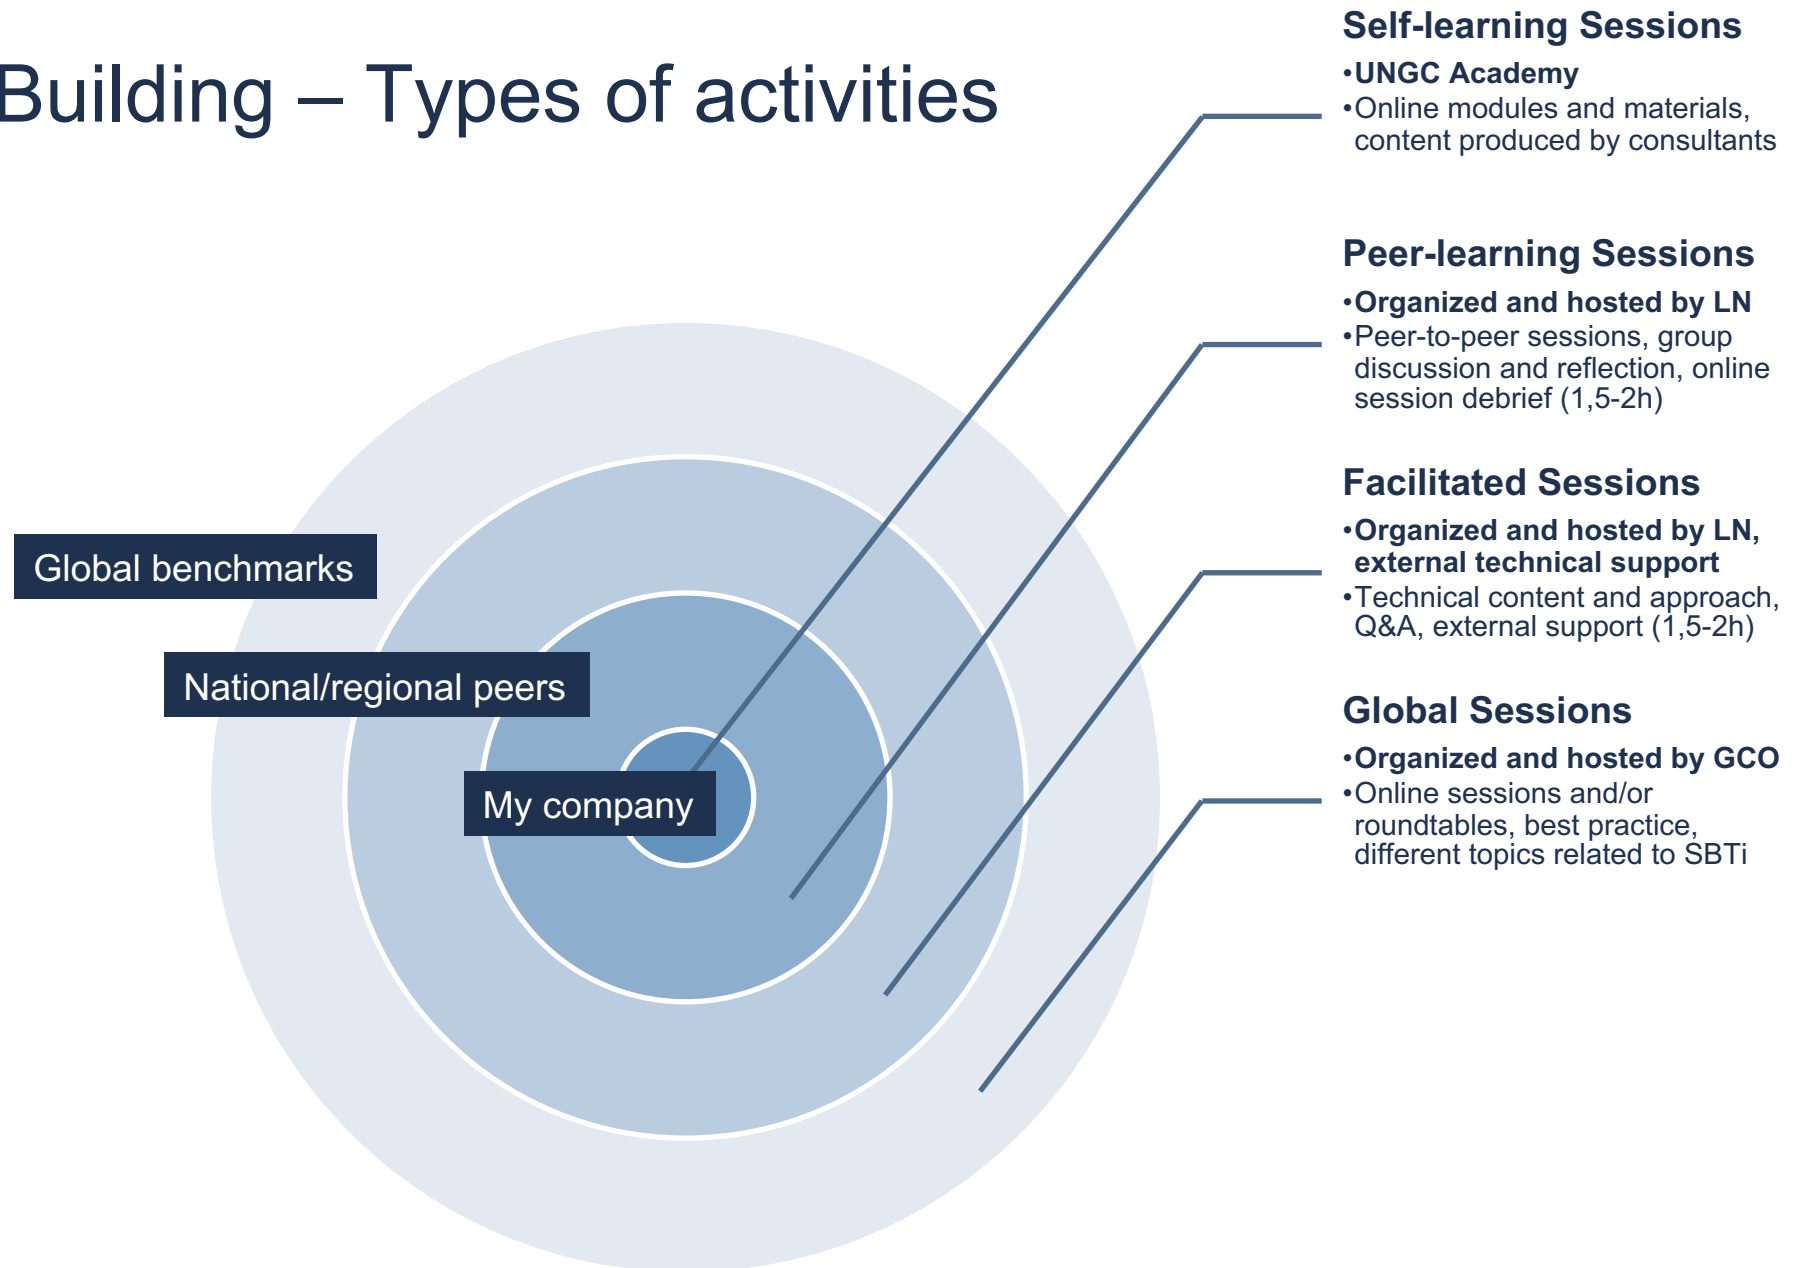 Building – Types of activities
Self-learning Sessions
•UNGC Academy
•Online modules and materials,
content produced by consultants
Peer-learning Sessions
•Organized and hosted by LN
•Peer-to-peer sessions, group
discussion and reflection, online
session debrief (1,5-2h)
Facilitated Sessions
•Organized and hosted by LN,
external technical support
•Technical content and approach,
Q&A, external support (1,5-2h)
Global Sessions
•Organized and hosted by GCO
•Online sessions and/or
roundtables, best practice,
different topics related to SBTi
Global benchmarks
National/regional peers
My company